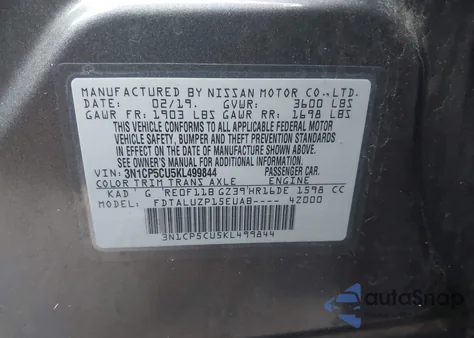 MANUFACTURED BY NISSAN MOTOR CO.,LTD.
DATE: 02/19. GVWR: 3600 LBS
GAWR FR: 1903 LBS GAWR RR: 1698 LBS
THIS VEHICLE CONFORMS TO ALL APPLICABLE FEDERAL MOTOR
VEHICLE SAFETY, BUMPER AND THEFT PREVENTION STANDARDS
IN EFFECT ON THE DATE OF MANUFACTURE SHOWN ABOVE.
SEE OWNER'S MANUAL FOR ADDITIONAL INFORMATION.
VIN: 3N1CP5CU5KL499844 PASSENGER CAR.
COLOR TRIM TRANS AXLE ENGINE
KAD G RE0F11B GZ39 HR16DE 1598 CC
MODEL: FDTALUZP15EUAB---- 4Z000
3N1CP5CU5KL499844
autoSnap